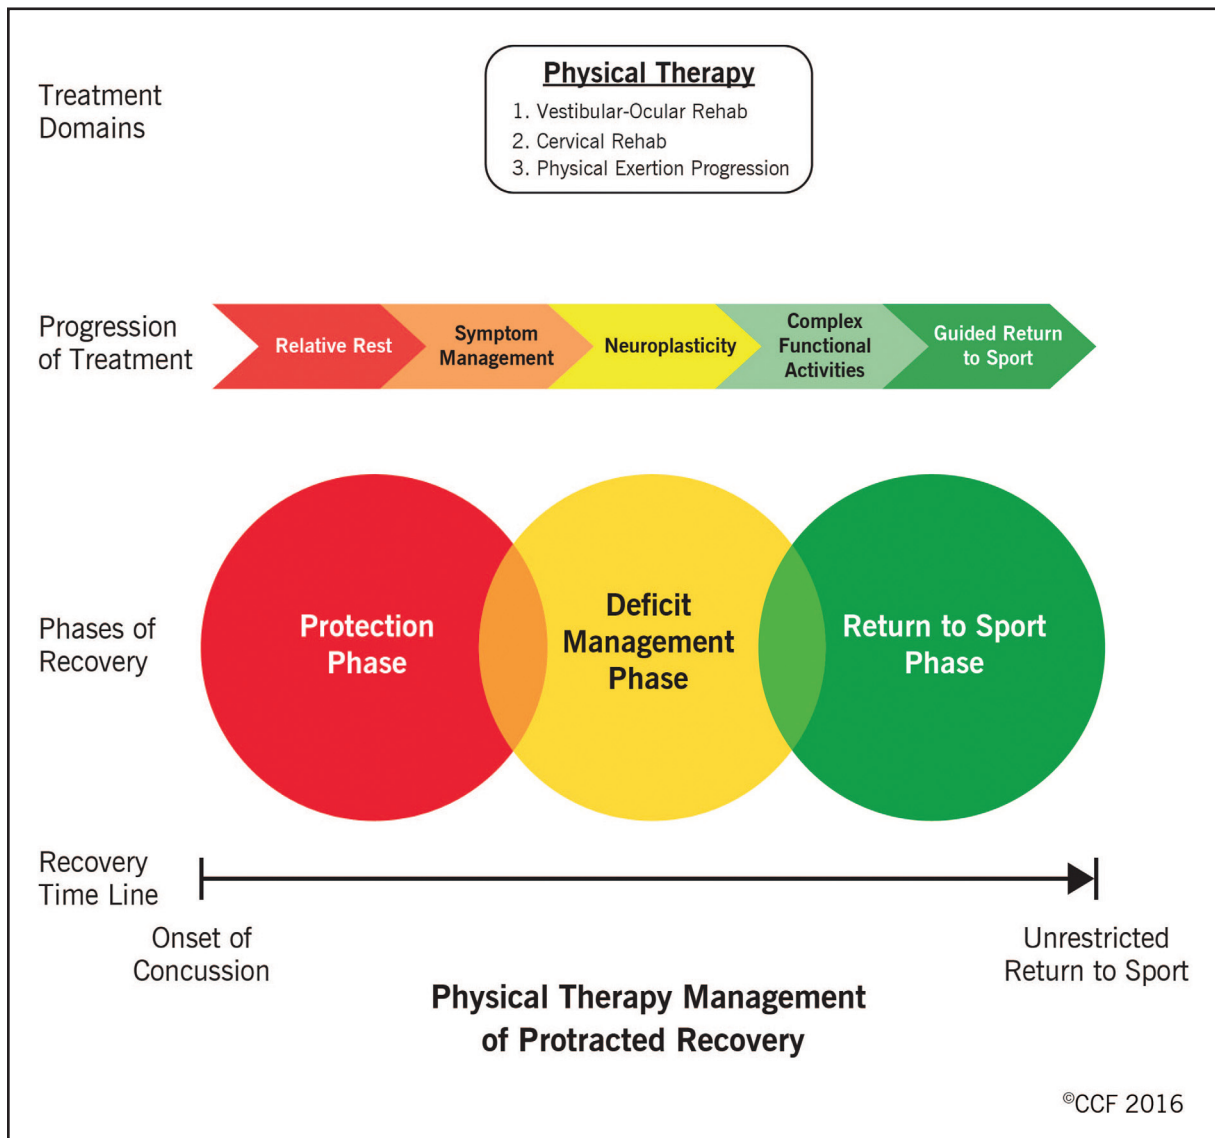 Treatment
Domains
Physical Therapy
1. Vestibular-Ocular Rehab
2. Cervical Rehab
3. Physical Exertion Progression
Progression
of Treatment
Relative Rest
Symptom
Management
Neuroplasticity
Complex
Functional
Activities
Guided Return
to Sport
Phases of
Recovery
Protection
Phase
Deficit
Management
Phase
Return to Sport
Phase
Recovery
Time Line
Onset of
Concussion
Unrestricted
Return to Sport
Physical Therapy Management
of Protracted Recovery
©CCF 2016